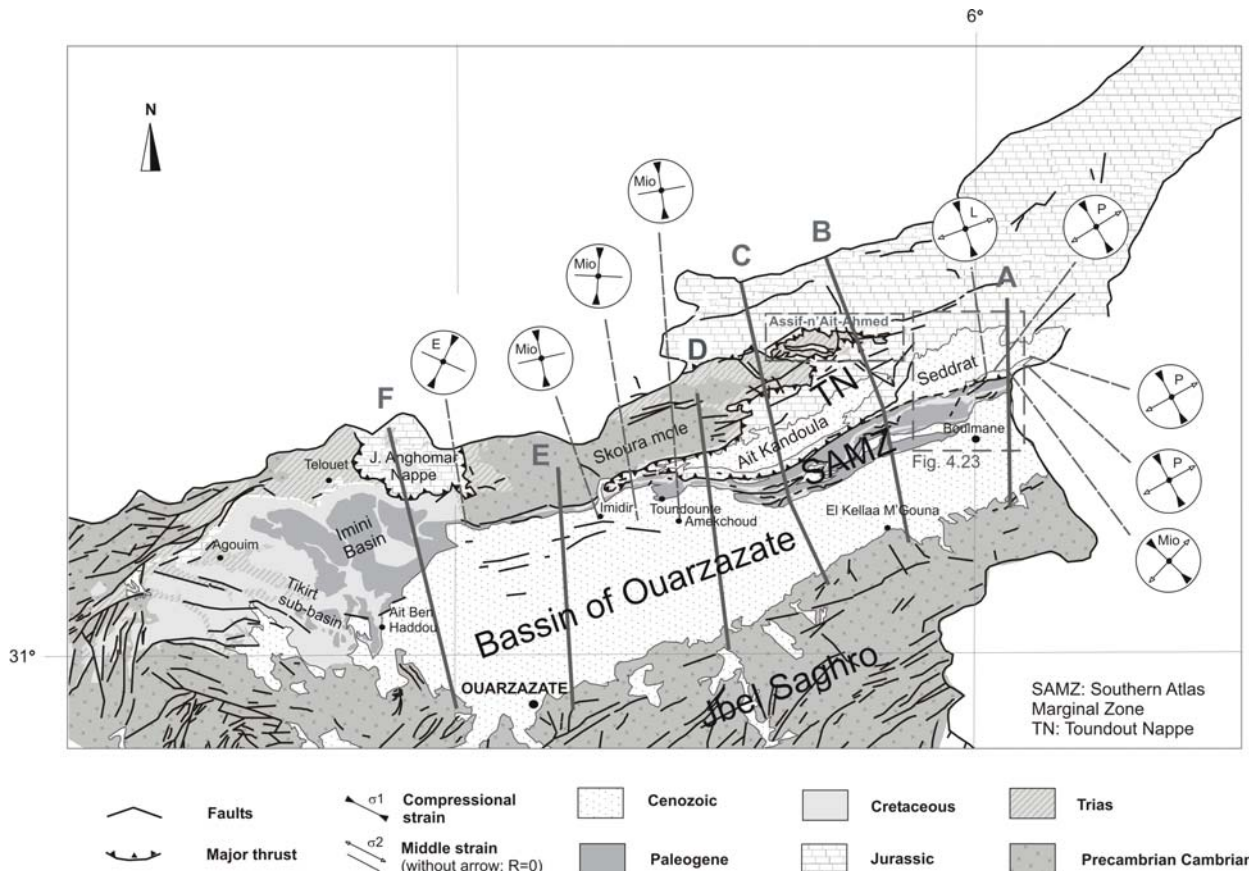 6°
N
Mio
L
P
B
Mio
C
A
Assif-n'Ait-Ahmed
E
Mio
D
TN
Seddrat
P
F
Skoura mole
Ait Kandoula
Boulmane
J. Anghomar
Nappe
Telouet
E
SAMZ
Fig. 4.23
P
Imini
Basin
Imidir
Toundounte
Amekchoud
El Kellaa M'Gouna
Agouim
Mio
Tikirt
sub-basin
Ait Ben
Haddou
Bassin of Ouarzazate
31°
OUARZAZATE
Jbel Saghro
SAMZ: Southern Atlas
Marginal Zone
TN: Toundout Nappe
Faults
σ1
Compressional
strain
Cenozoic
Cretaceous
Trias
Major thrust
σ2
Middle strain
(without arrow: R=0)
Paleogene
Jurassic
Precambrian Cambrian